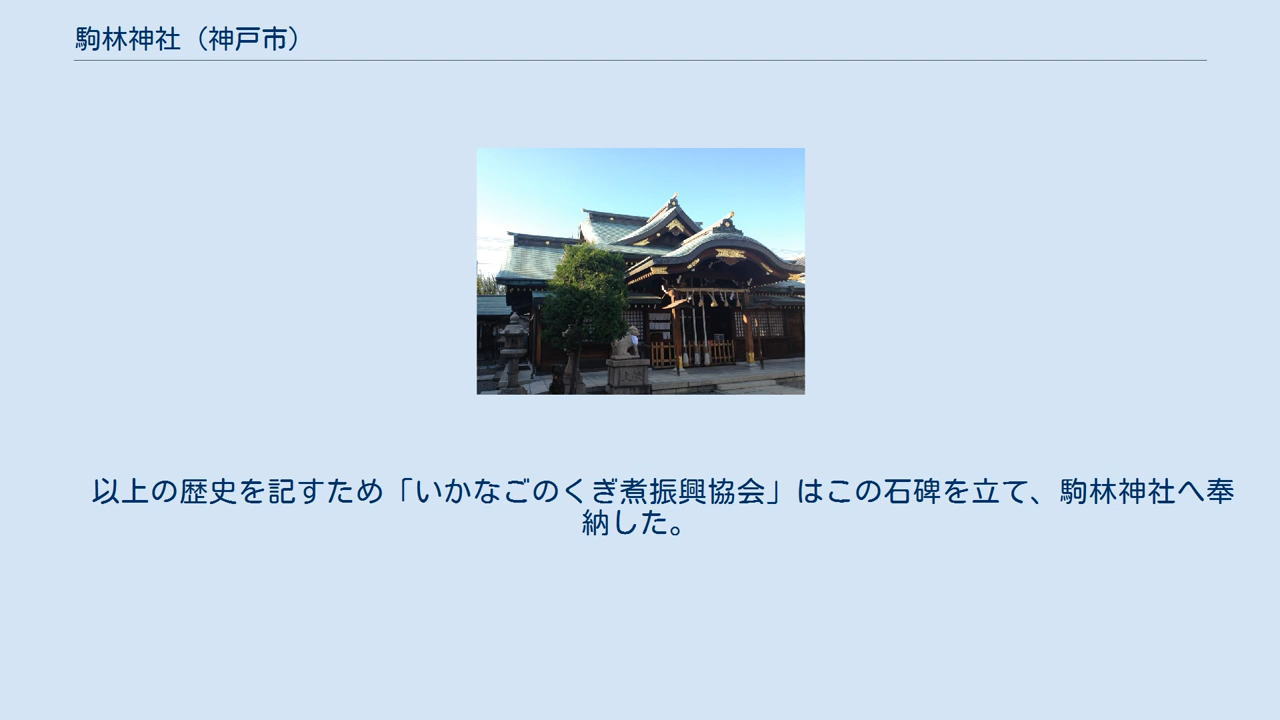 駒林神社（神戸市）
以上の歴史を記すため「いかなごのくぎ煮振興協会」はこの石碑を立て、駒林神社へ奉
納した。